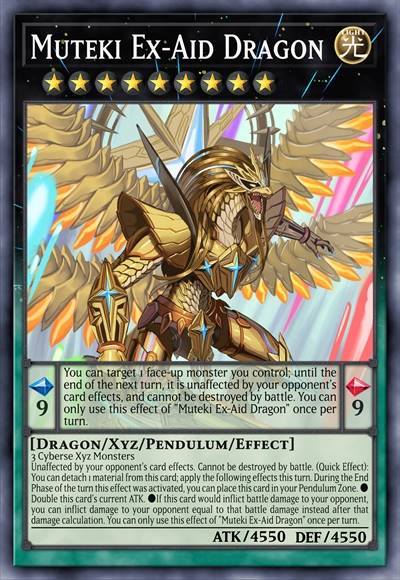 MUTEKI EX-AID DRAGON
LIGHT
光
You can target 1 face-up monster you control; until the
end of the next turn, it is unaffected by your opponent's
card effects, and cannot be destroyed by battle. You can
only use this effect of "Muteki Ex-Aid Dragon" once per
turn.
9
9
[DRAGON/XYZ/PENDULUM/EFFECT]
3 Cyberse Xyz Monsters
Unaffected by your opponent's card effects. Cannot be destroyed by battle. (Quick Effect):
You can detach 1 material from this card; apply the following effects this turn. During the End
Phase of the turn this effect was activated, you can place this card in your Pendulum Zone. ●
Double this card's current ATK. ●If this card would inflict battle damage to your opponent,
you can inflict damage to your opponent equal to that battle damage instead after that
damage calculation. You can only use this effect of "Muteki Ex-Aid Dragon" once per turn.
ATK/4550 DEF/4550